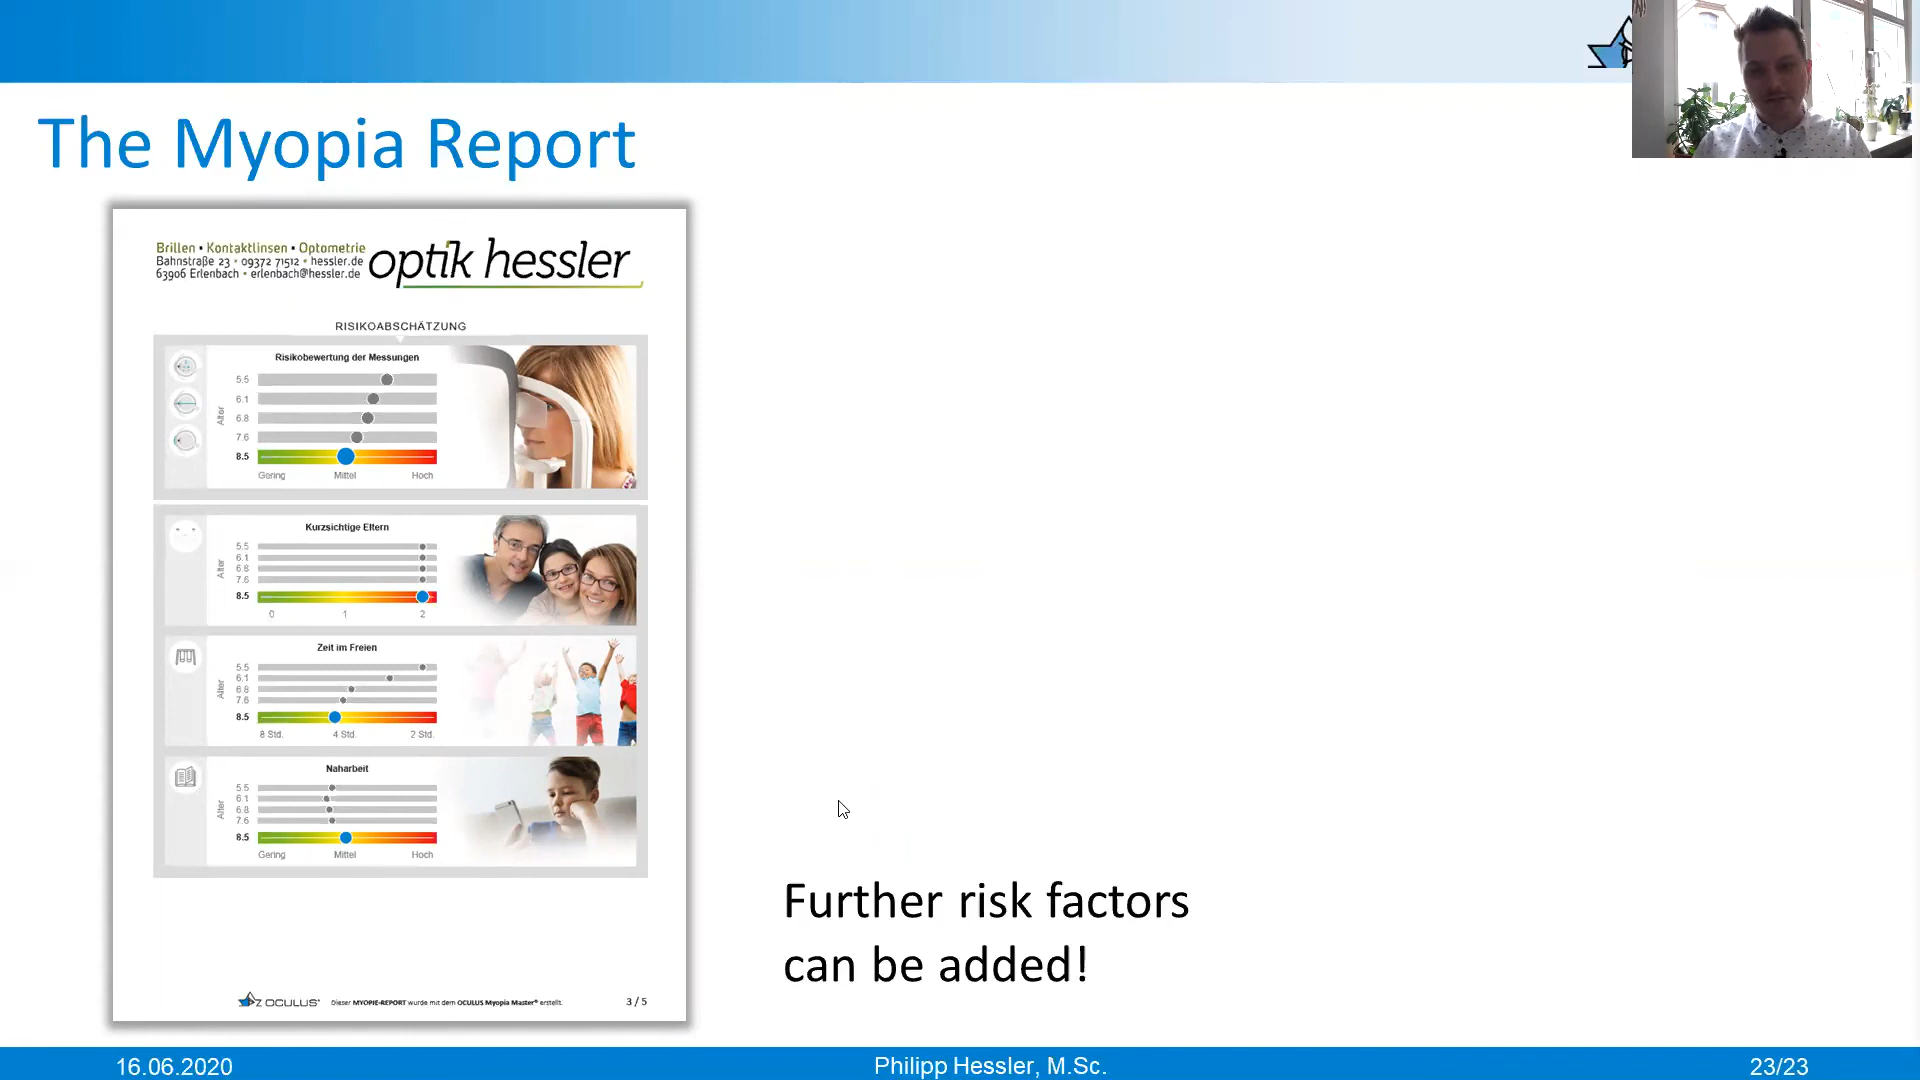 The Myopia Report
Brillen • Kontaktlinsen • Optometrie
Bahnstraße 23 • 09372 71512 • hessler.de
63906 Erlenbach • erlenbach@hessler.de
optik hessler
RISIKOABSCHÄTZUNG
Risikobewertung der Messungen
Alter
5.5
6.1
6.8
7.6
8.5
Gering Mittel Hoch
Kurzsichtige Eltern
Alter
5.5
6.1
6.8
7.6
8.5
0 1 2
Zeit im Freien
Alter
5.5
6.1
6.8
7.6
8.5
8 Std. 4 Std. 2 Std.
Naharbeit
Alter
5.5
6.1
6.8
7.6
8.5
Gering Mittel Hoch
OCULUS® Dieser MYOPIE-REPORT wurde mit dem OCULUS Myopia Master® erstellt. 3 / 5
Further risk factors
can be added!
16.06.2020 Philipp Hessler, M.Sc. 23/23